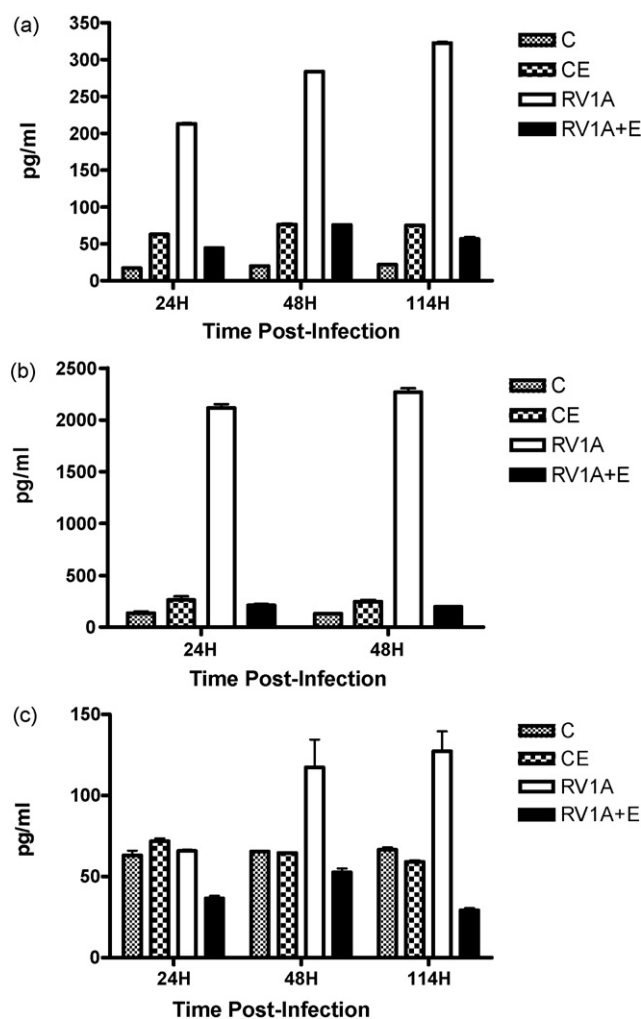 (a)
350
300
250
200
150
100
50
0
pg/ml
24H 48H 114H
Time Post-Infection
C
CE
RV1A
RV1A+E
(b)
2500
2000
1500
1000
500
0
pg/ml
24H 48H
Time Post-Infection
C
CE
RV1A
RV1A+E
(c)
150
100
50
0
pg/ml
24H 48H 114H
Time Post-Infection
C
CE
RV1A
RV1A+E